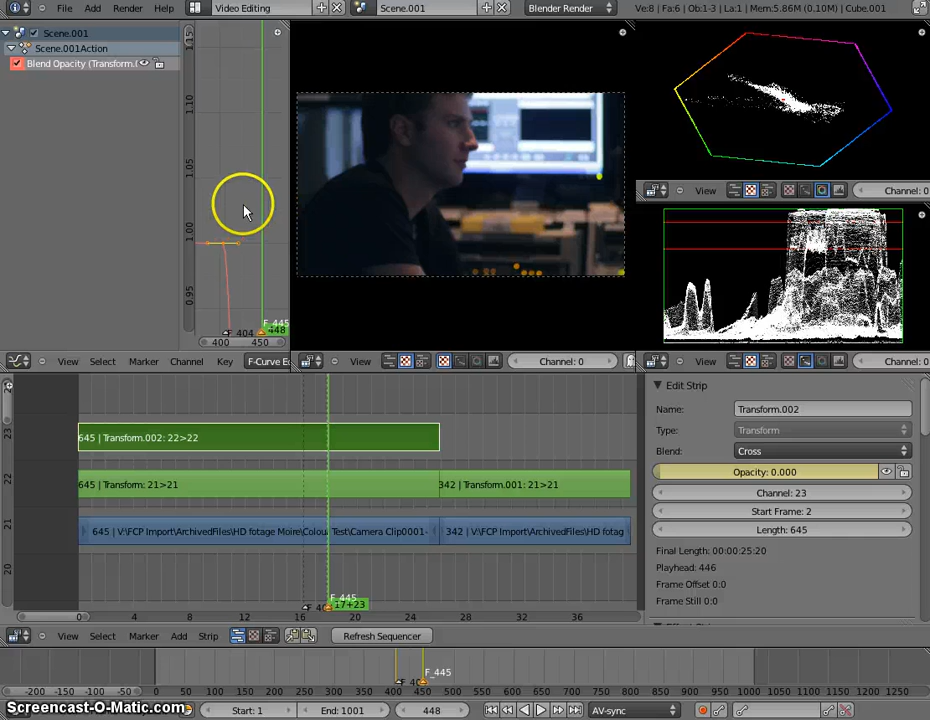 File Add Render Help Video Editing Scene.001 Blender Render Ve:8 | Fa:6 | Ob:1-3 | La:1 | Mem:5.86M (0.10M) | Cube.001
Scene.001
Scene.001Action
Blend Opacity (Transform.(
1.15
1.10
1.05
1.00
0.95
F_404
F_445
448
400 450
View Select Marker Channel Key F-Curve E
View Channel: 0
View Channel:
View Channel:
23
22
21
20
645 | Transform.002: 22>22
645 | Transform: 21>21
342 | Transform.001: 21>21
645 | V:\FCP Import\ArchivedFiles\HD fotage Moire\Colou Test\Camera Clip0001-
342 | V:\FCP Import\ArchivedFiles\HD fotag
F_445
17+23
0 4 8 12 16 20 24 28 32 36
View Select Marker Add Strip Refresh Sequencer
Edit Strip
Name: Transform.002
Type: Transform
Blend: Cross
Opacity: 0.000
Channel: 23
Start Frame: 2
Length: 645
Final Length: 00:00:25:20
Playhead: 446
Frame Offset 0:0
Frame Still 0:0
F_445
-200 -150 -100 -50 0 50 100 150 200 250 300 350 400 450 500 550 600 650 700 750 800 850 900 950 1000 1050 1100 1150 1200 1250
Screencast-O-Matic.com
Start: 1 End: 1001 448 AV-sync